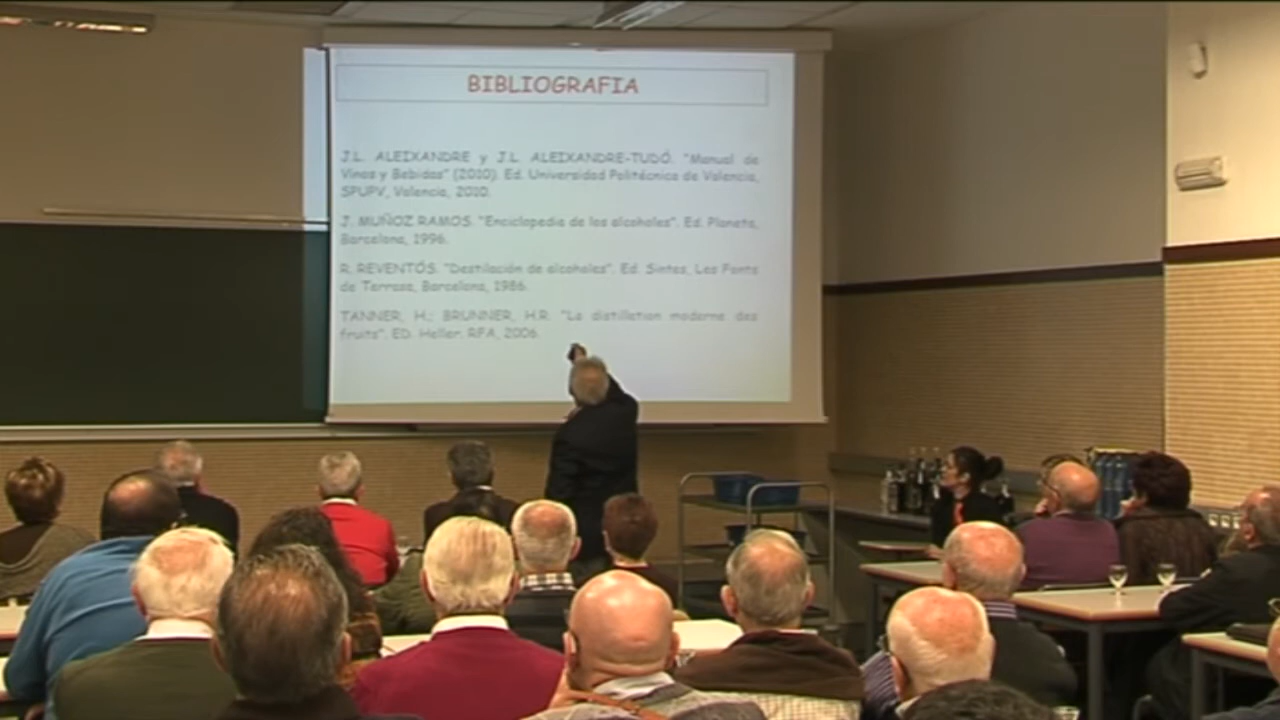 BIBLIOGRAFIA
J.L. ALEIXANDRE y J.L. ALEIXANDRE-TUDÓ. "Manual de
Vinos y Bebidas" (2010). Ed. Universidad Politécnica de Valencia,
SPUPV, Valencia, 2010.
J. MUÑOZ RAMOS. "Enciclopedia de los alcoholes". Ed. Planeta,
Barcelona, 1996.
R. REVENTÓS. "Destilación de alcoholes". Ed. Sintes, Les Fonts
de Terrasa, Barcelona, 1986.
TANNER, H.; BRUNNER, H.R. "La distilletion moderne des
fruits". ED. Heller. RFA, 2006.